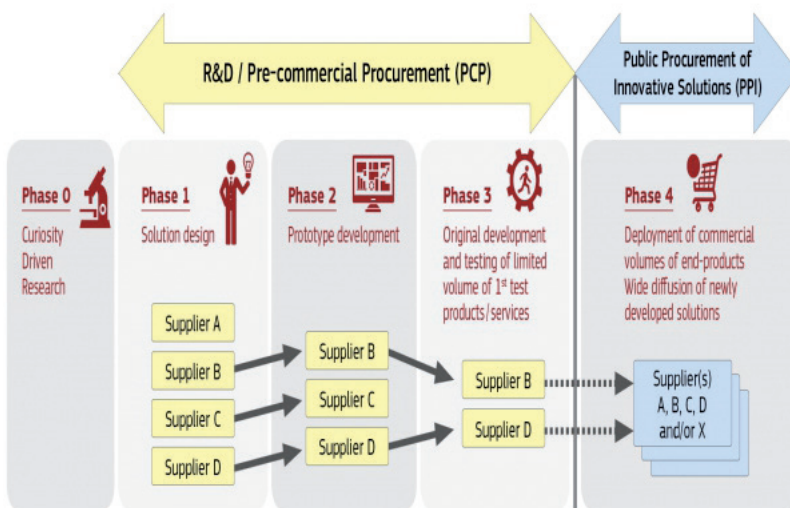 R&D / Pre-commercial Procurement (PCP)
Public Procurement of
Innovative Solutions (PPI)
Phase 0
Curiosity
Driven
Research
Phase 1
Solution design
Supplier A
Supplier B
Supplier C
Supplier D
Phase 2
Prototype development
Supplier B
Supplier C
Supplier D
Phase 3
Original development
and testing of limited
volume of 1st test
products/services
Supplier B
Supplier D
Phase 4
Deployment of commercial
volumes of end-products
Wide diffusion of newly
developed solutions
Supplier(s)
A, B, C, D
and/or X